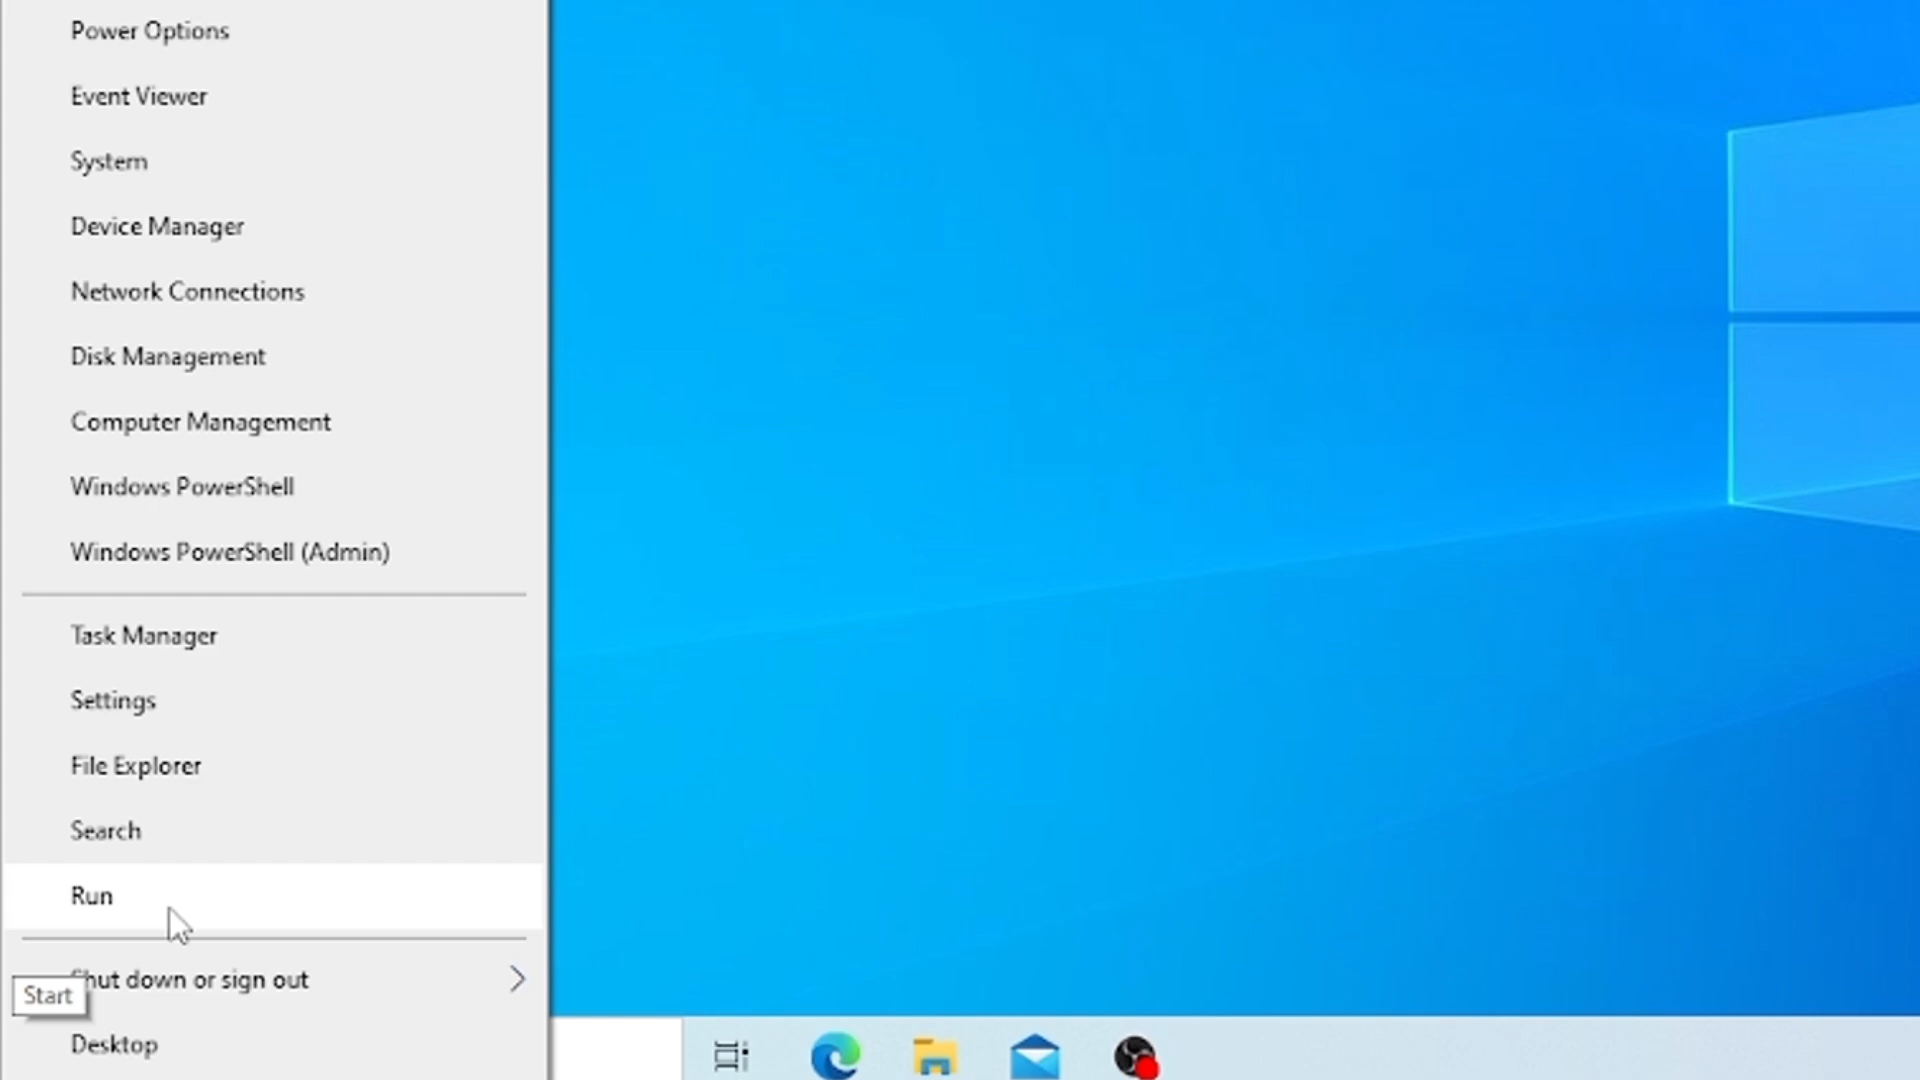 Power Options
Event Viewer
System
Device Manager
Network Connections
Disk Management
Computer Management
Windows PowerShell
Windows PowerShell (Admin)
Task Manager
Settings
File Explorer
Search
Run
Shut down or sign out
Start
Desktop